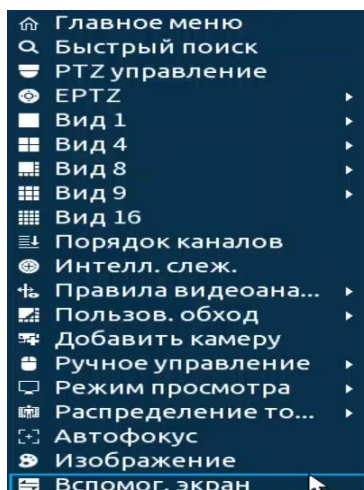 Главное меню
Быстрый поиск
PTZ управление
EPTZ
Вид 1
Вид 4
Вид 8
Вид 9
Вид 16
Порядок каналов
Интелл. слеж.
Правила видеоана...
Пользов. обход
Добавить камеру
Ручное управление
Режим просмотра
Распределение то...
Автофокус
Изображение
Вспомог. экран